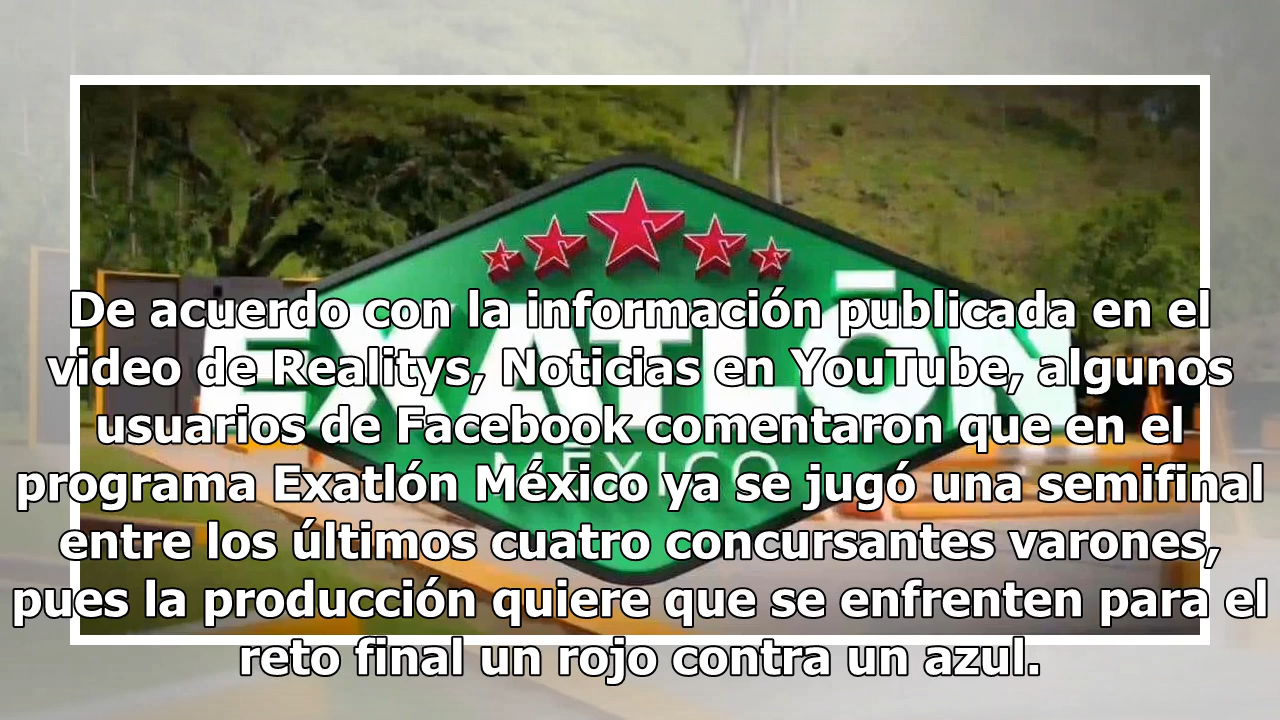 De acuerdo con la información publicada en el
video de Realitys, Noticias en YouTube, algunos
usuarios de Facebook comentaron que en el
programa Exatlón México ya se jugó una semifinal
entre los últimos cuatro concursantes varones,
pues la producción quiere que se enfrenten para el
reto final un rojo contra un azul.
EXATLÓN
MÉXICO